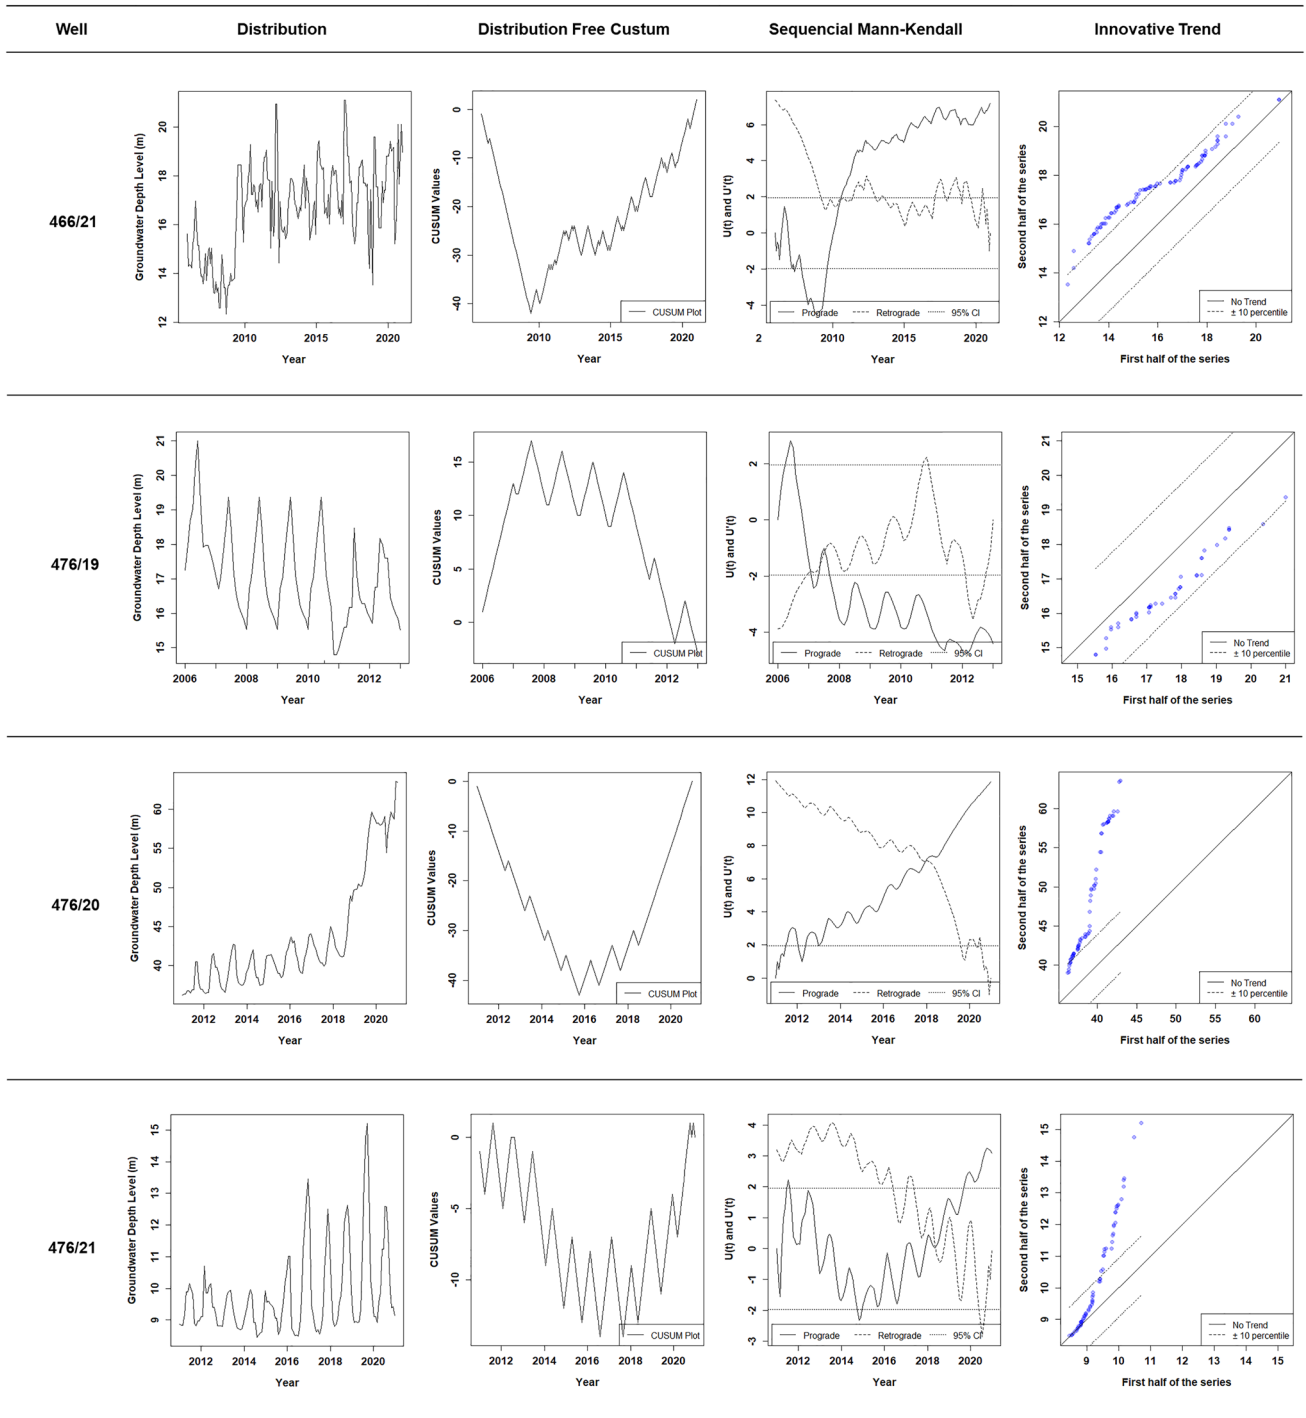 Well Distribution Distribution Free Custum Sequencial Mann-Kendall Innovative Trend
466/21
Groundwater Depth Level (m)
20
18
16
14
12
2010 2015 2020
Year
CUSUM Values
0
-10
-20
-30
-40
CUSUM Plot
2010 2015 2020
Year
U(t) and U'(t)
6
4
2
0
-2
-4
Prograde Retrograde 95% CI
2 2010 2015 2020
Year
Second half of the series
20
18
16
14
12
No Trend
± 10 percentile
12 14 16 18 20
First half of the series
476/19
Groundwater Depth Level (m)
21
20
19
18
17
16
15
2006 2008 2010 2012
Year
CUSUM Values
15
10
5
0
CUSUM Plot
2006 2008 2010 2012
Year
U(t) and U'(t)
2
0
-2
-4
Prograde Retrograde 95% CI
2006 2008 2010 2012
Year
Second half of the series
21
20
19
18
17
16
15
No Trend
± 10 percentile
15 16 17 18 19 20 21
First half of the series
476/20
Groundwater Depth Level (m)
60
55
50
45
40
2012 2014 2016 2018 2020
Year
CUSUM Values
0
-10
-20
-30
-40
CUSUM Plot
2012 2014 2016 2018 2020
Year
U(t) and U'(t)
12
10
8
6
4
2
0
Prograde Retrograde 95% CI
2012 2014 2016 2018 2020
Year
Second half of the series
60
55
50
45
40
No Trend
± 10 percentile
40 45 50 55 60
First half of the series
476/21
Groundwater Depth Level (m)
15
14
13
12
11
10
9
2012 2014 2016 2018 2020
Year
CUSUM Values
0
-5
-10
CUSUM Plot
2012 2014 2016 2018 2020
Year
U(t) and U'(t)
4
3
2
1
0
-1
-2
-3
Prograde Retrograde 95% CI
2012 2014 2016 2018 2020
Year
Second half of the series
15
14
13
12
11
10
9
No Trend
± 10 percentile
9 10 11 12 13 14 15
First half of the series